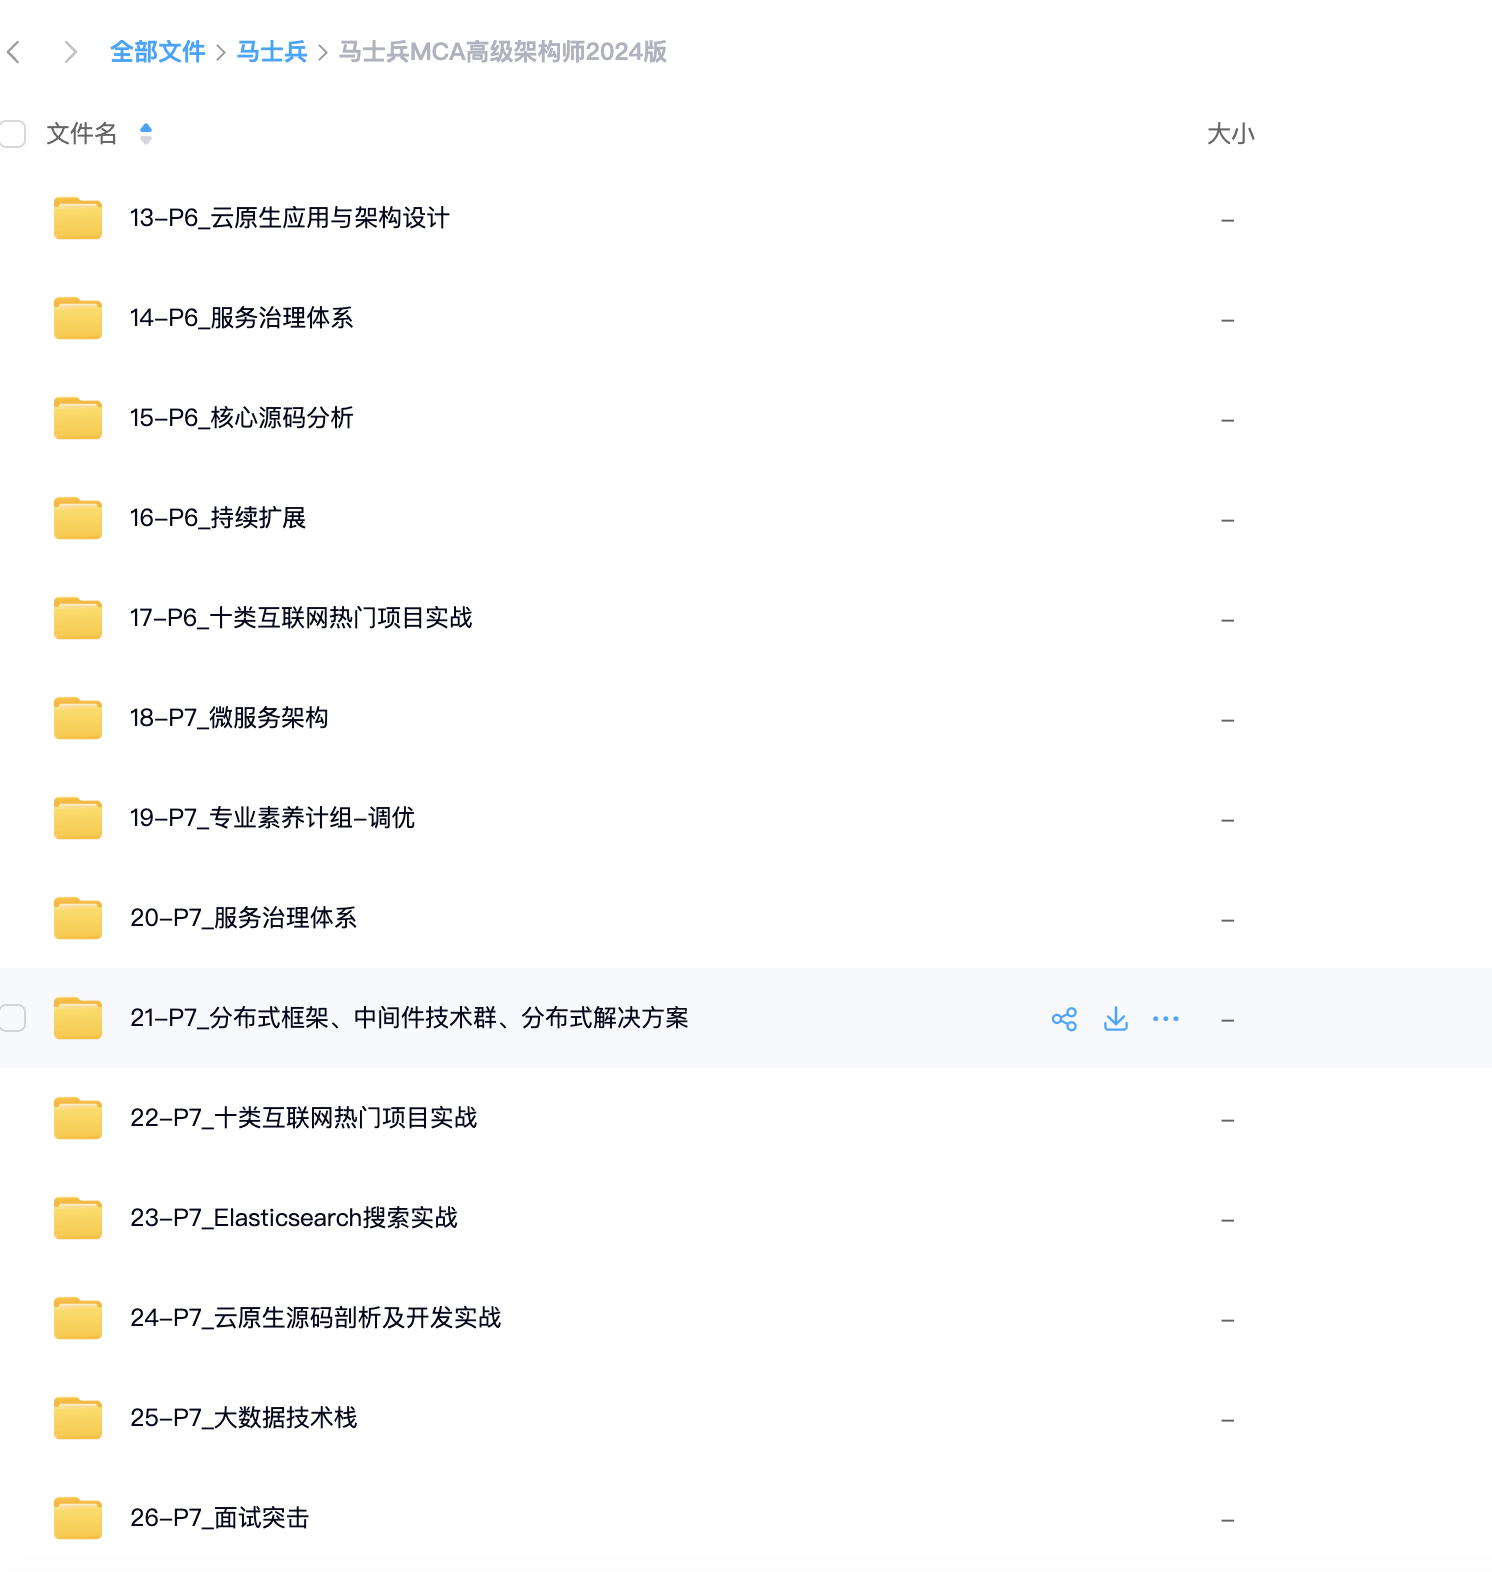 全部文件 > 马士兵 > 马士兵MCA高级架构师2024版
文件名 大小
13-P6_云原生应用与架构设计 -
14-P6_服务治理体系 -
15-P6_核心源码分析 -
16-P6_持续扩展 -
17-P6_十类互联网热门项目实战 -
18-P7_微服务架构 -
19-P7_专业素养计组-调优 -
20-P7_服务治理体系 -
21-P7_分布式框架、中间件技术群、分布式解决方案 -
22-P7_十类互联网热门项目实战 -
23-P7_Elasticsearch搜索实战 -
24-P7_云原生源码剖析及开发实战 -
25-P7_大数据技术栈 -
26-P7_面试突击 -